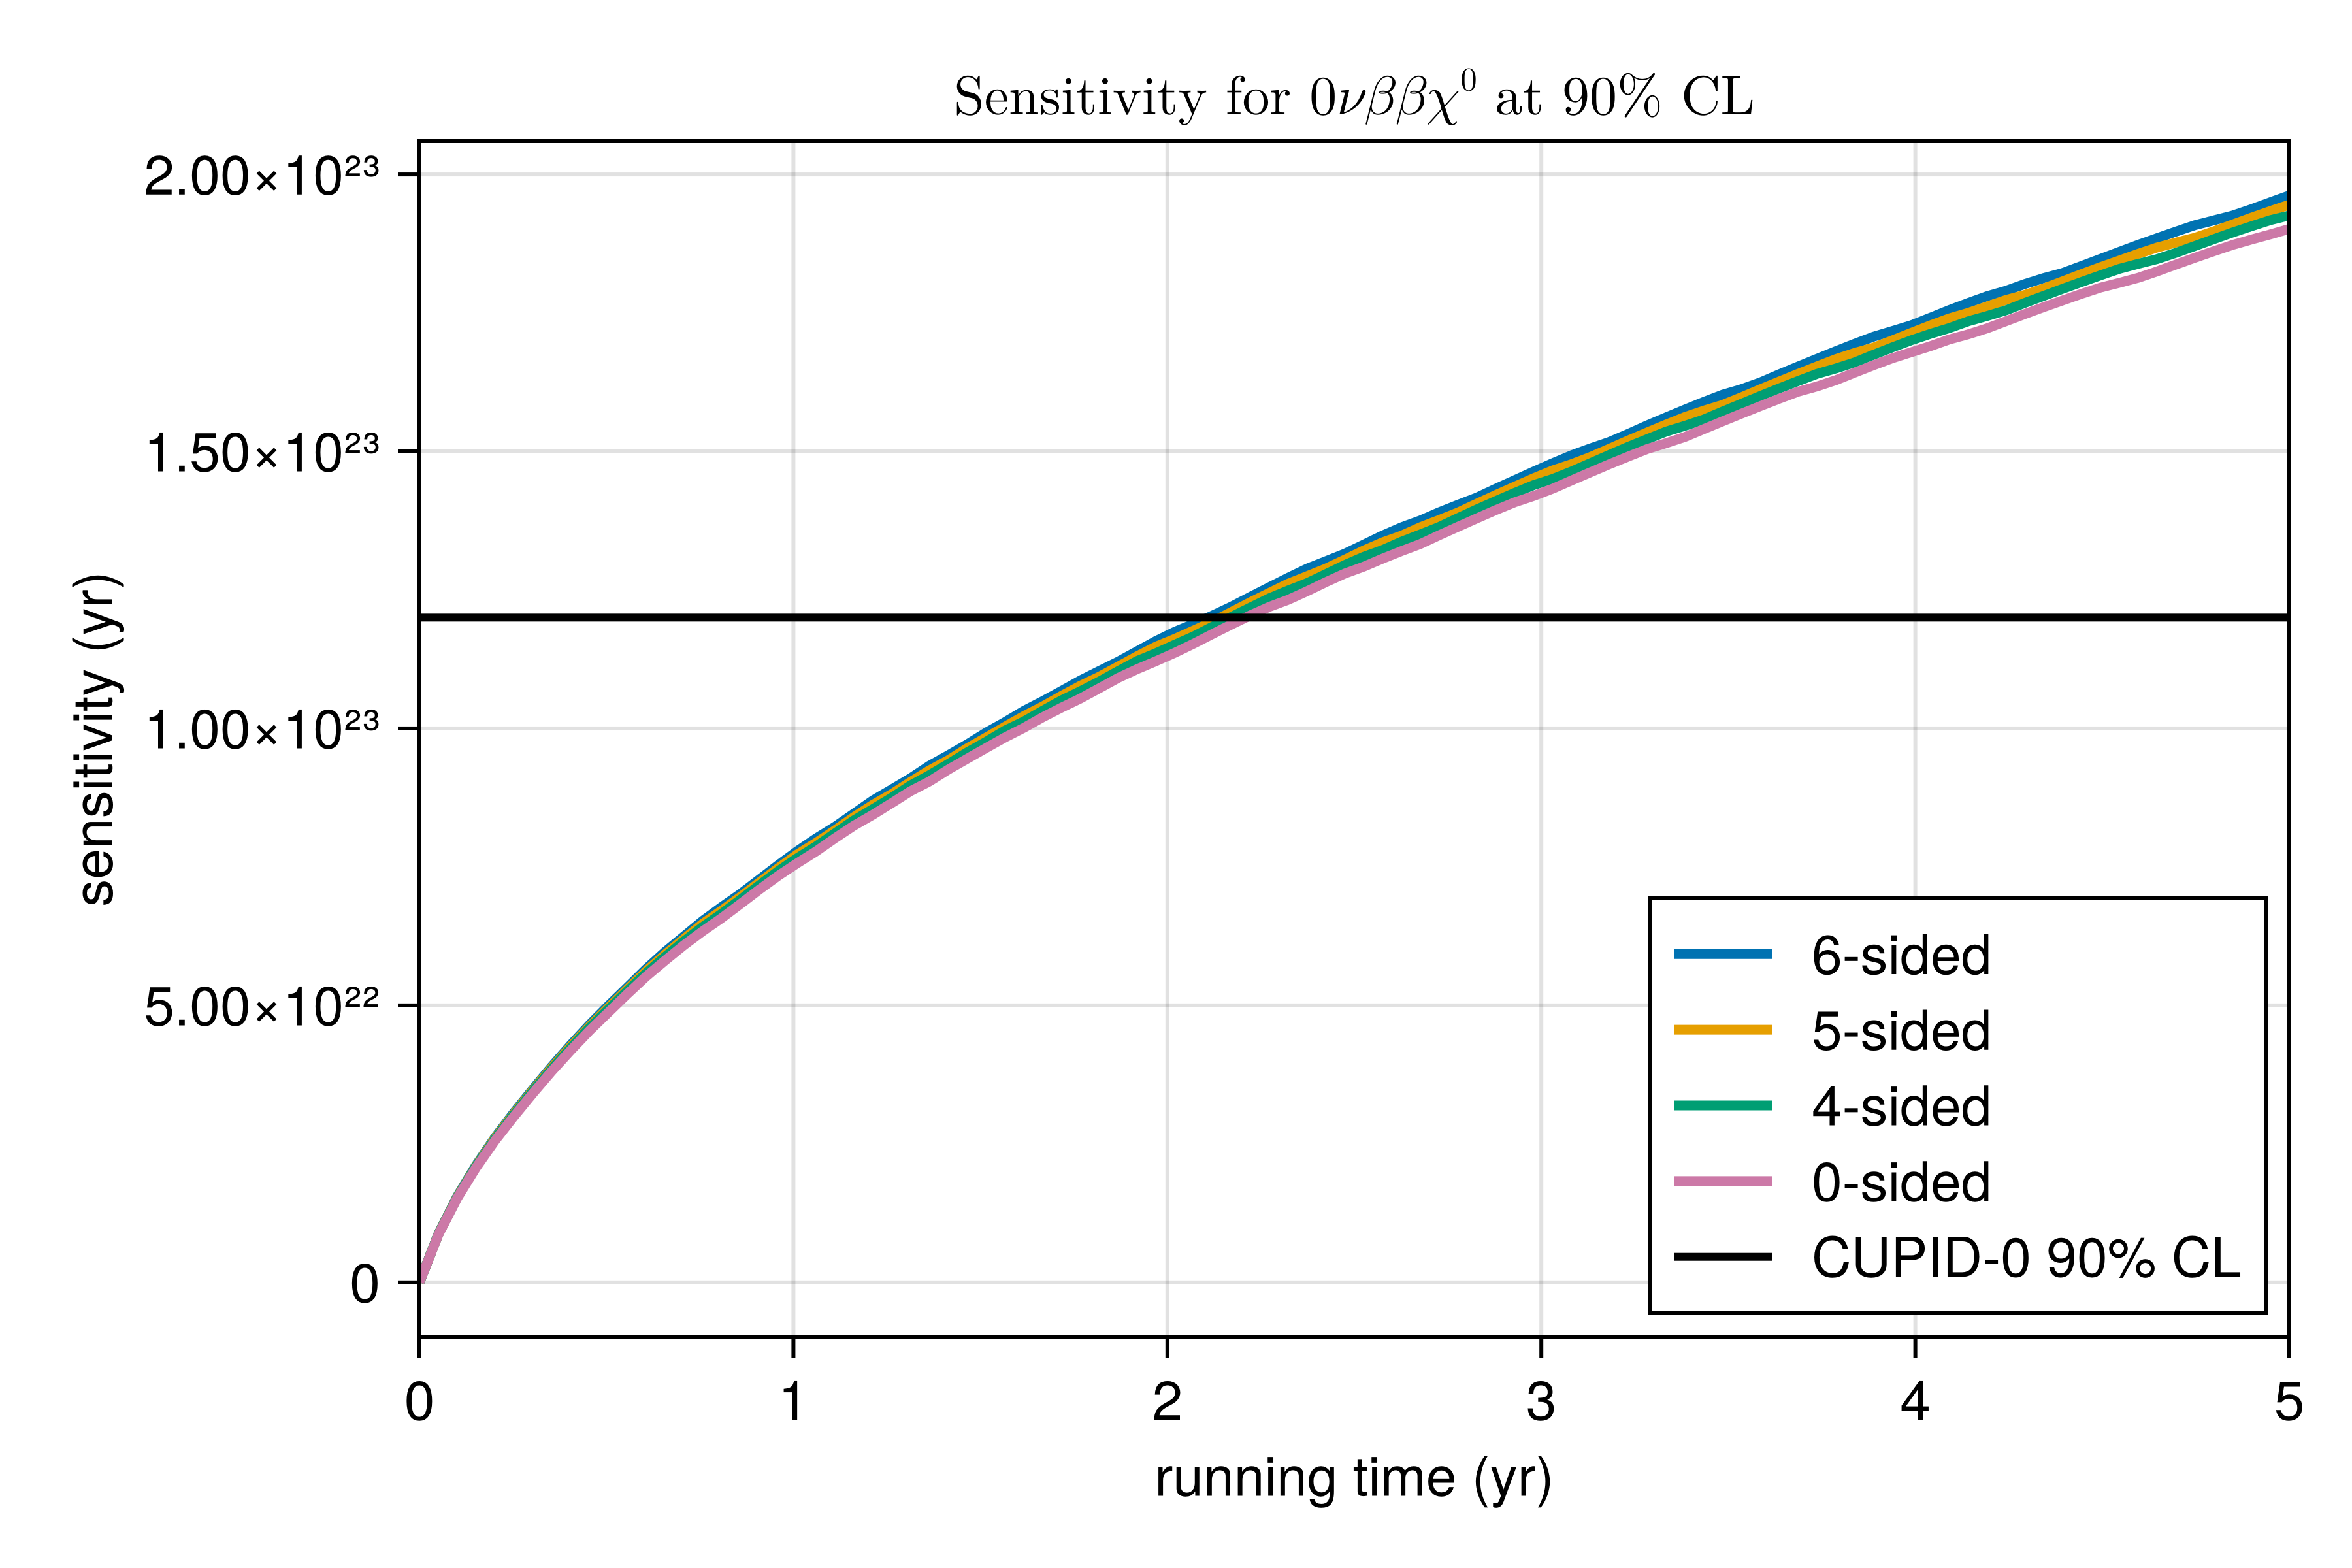 Sensitivity for 0νββχ⁰ at 90% CL
2.00×10²³
1.50×10²³
1.00×10²³
5.00×10²²
0
sensitivity (yr)
6-sided
5-sided
4-sided
0-sided
CUPID-0 90% CL
0 1 2 3 4 5
running time (yr)